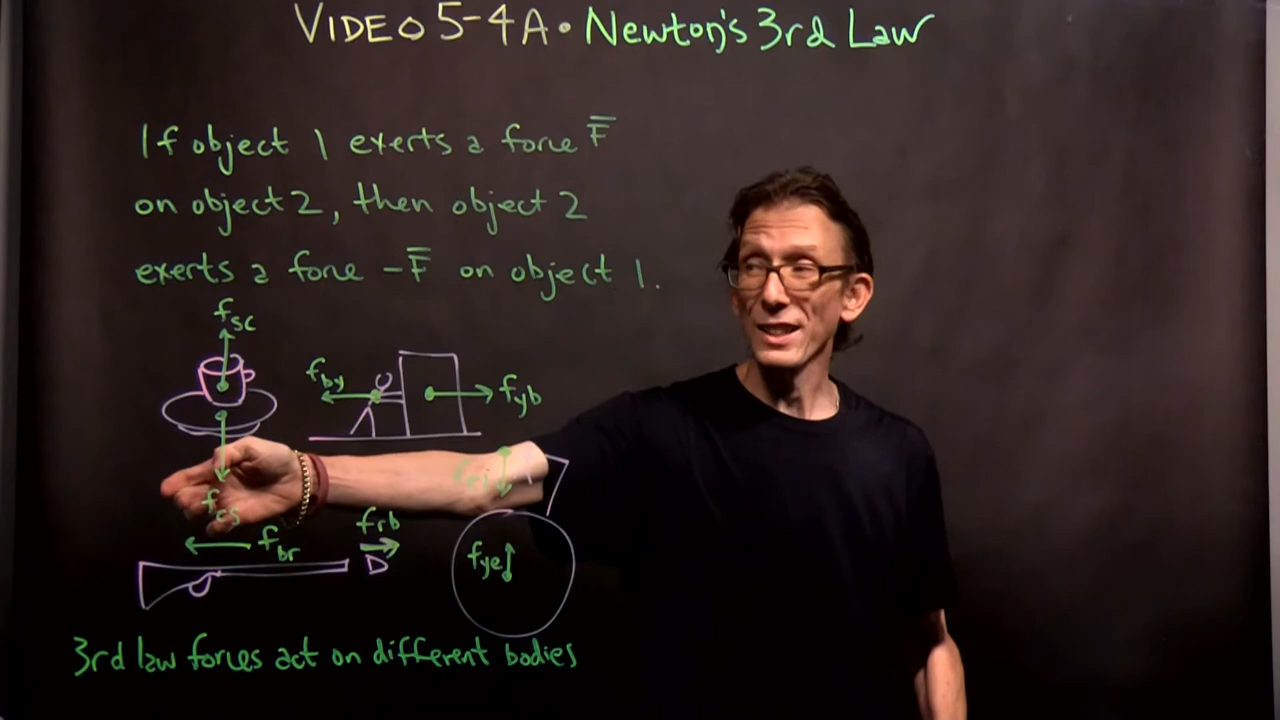 VIDEO 5-4A • Newton's 3rd Law
If object 1 exerts a force F̅
on object 2, then object 2
exerts a force -F̅ on object 1.
fsc
fby
fyb
fcs
frb
fbr
fye
3rd law forces act on different bodies